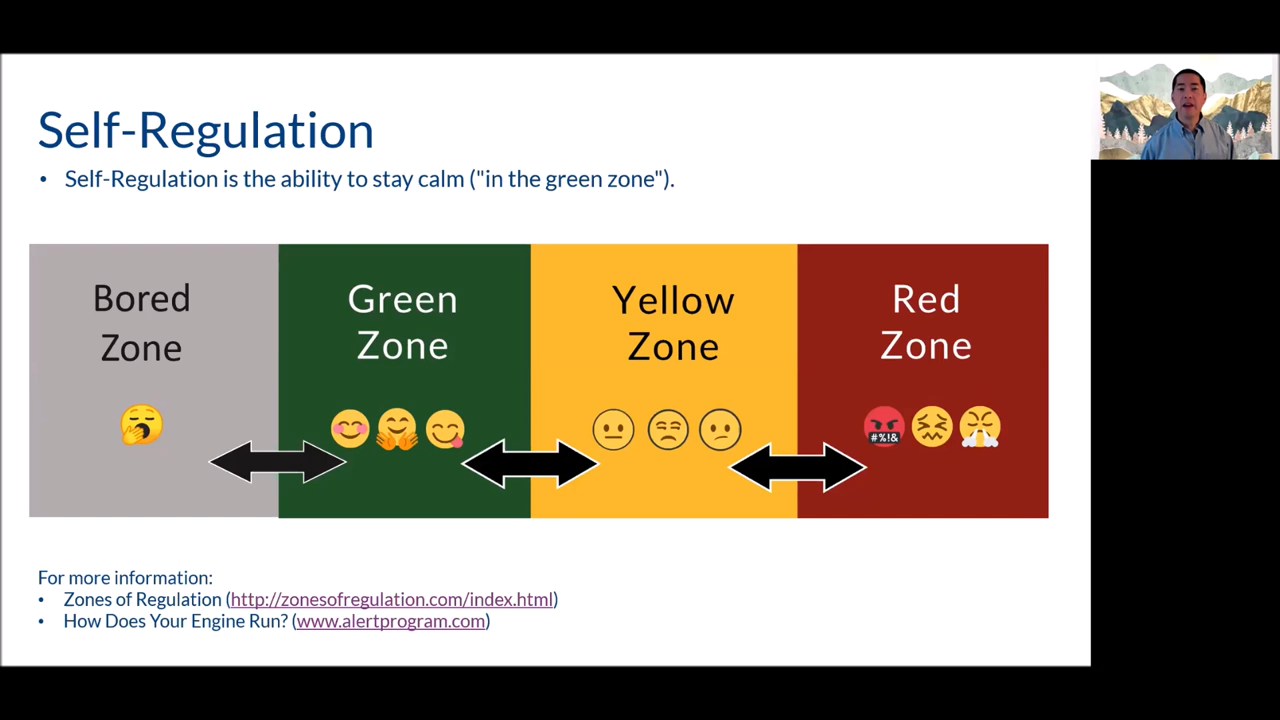 Self-Regulation
• Self-Regulation is the ability to stay calm ("in the green zone").
Bored
Zone
Green
Zone
Yellow
Zone
Red
Zone
#%!&
For more information:
• Zones of Regulation (http://zonesofregulation.com/index.html)
• How Does Your Engine Run? (www.alertprogram.com)